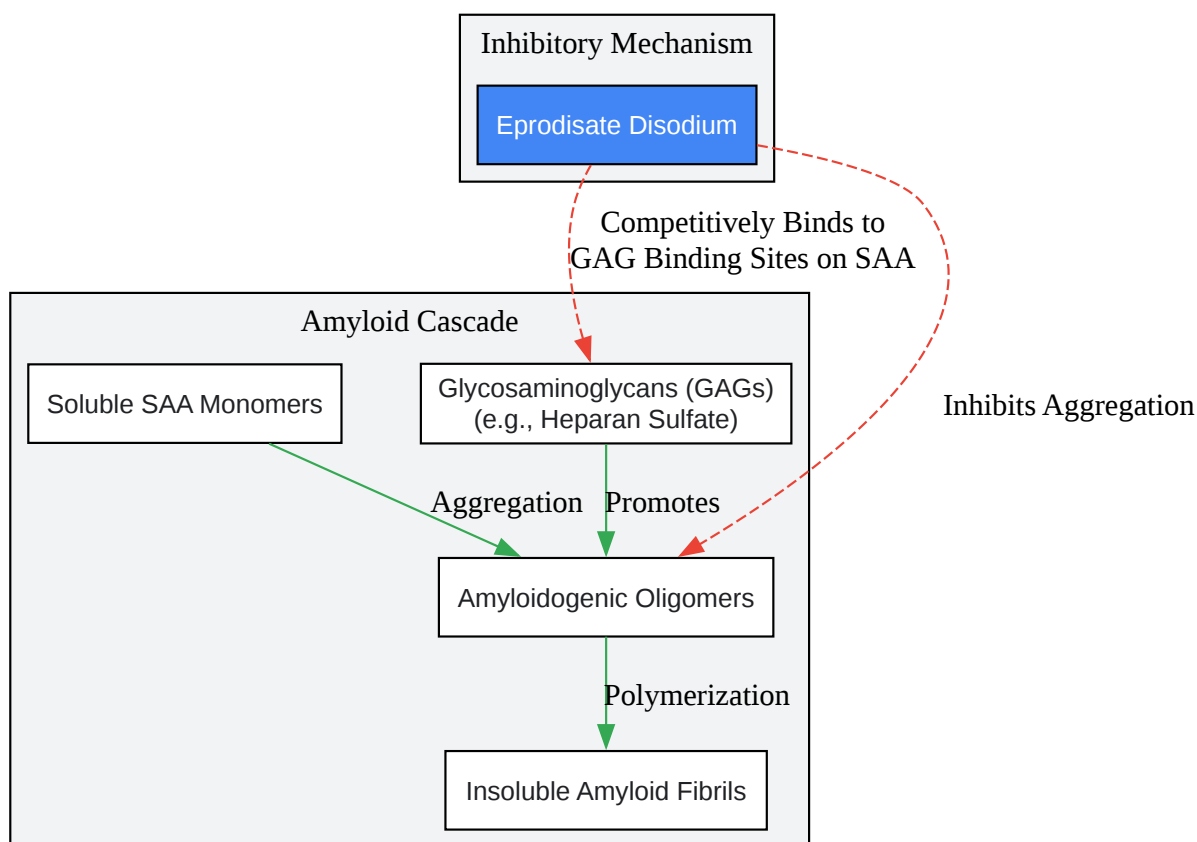 Inhibitory Mechanism
Eprodisate Disodium
Competitively Binds to
GAG Binding Sites on SAA
Amyloid Cascade
Soluble SAA Monomers
Glycosaminoglycans (GAGs)
(e.g., Heparan Sulfate)
Inhibits Aggregation
Aggregation
Promotes
Amyloidogenic Oligomers
Polymerization
Insoluble Amyloid Fibrils